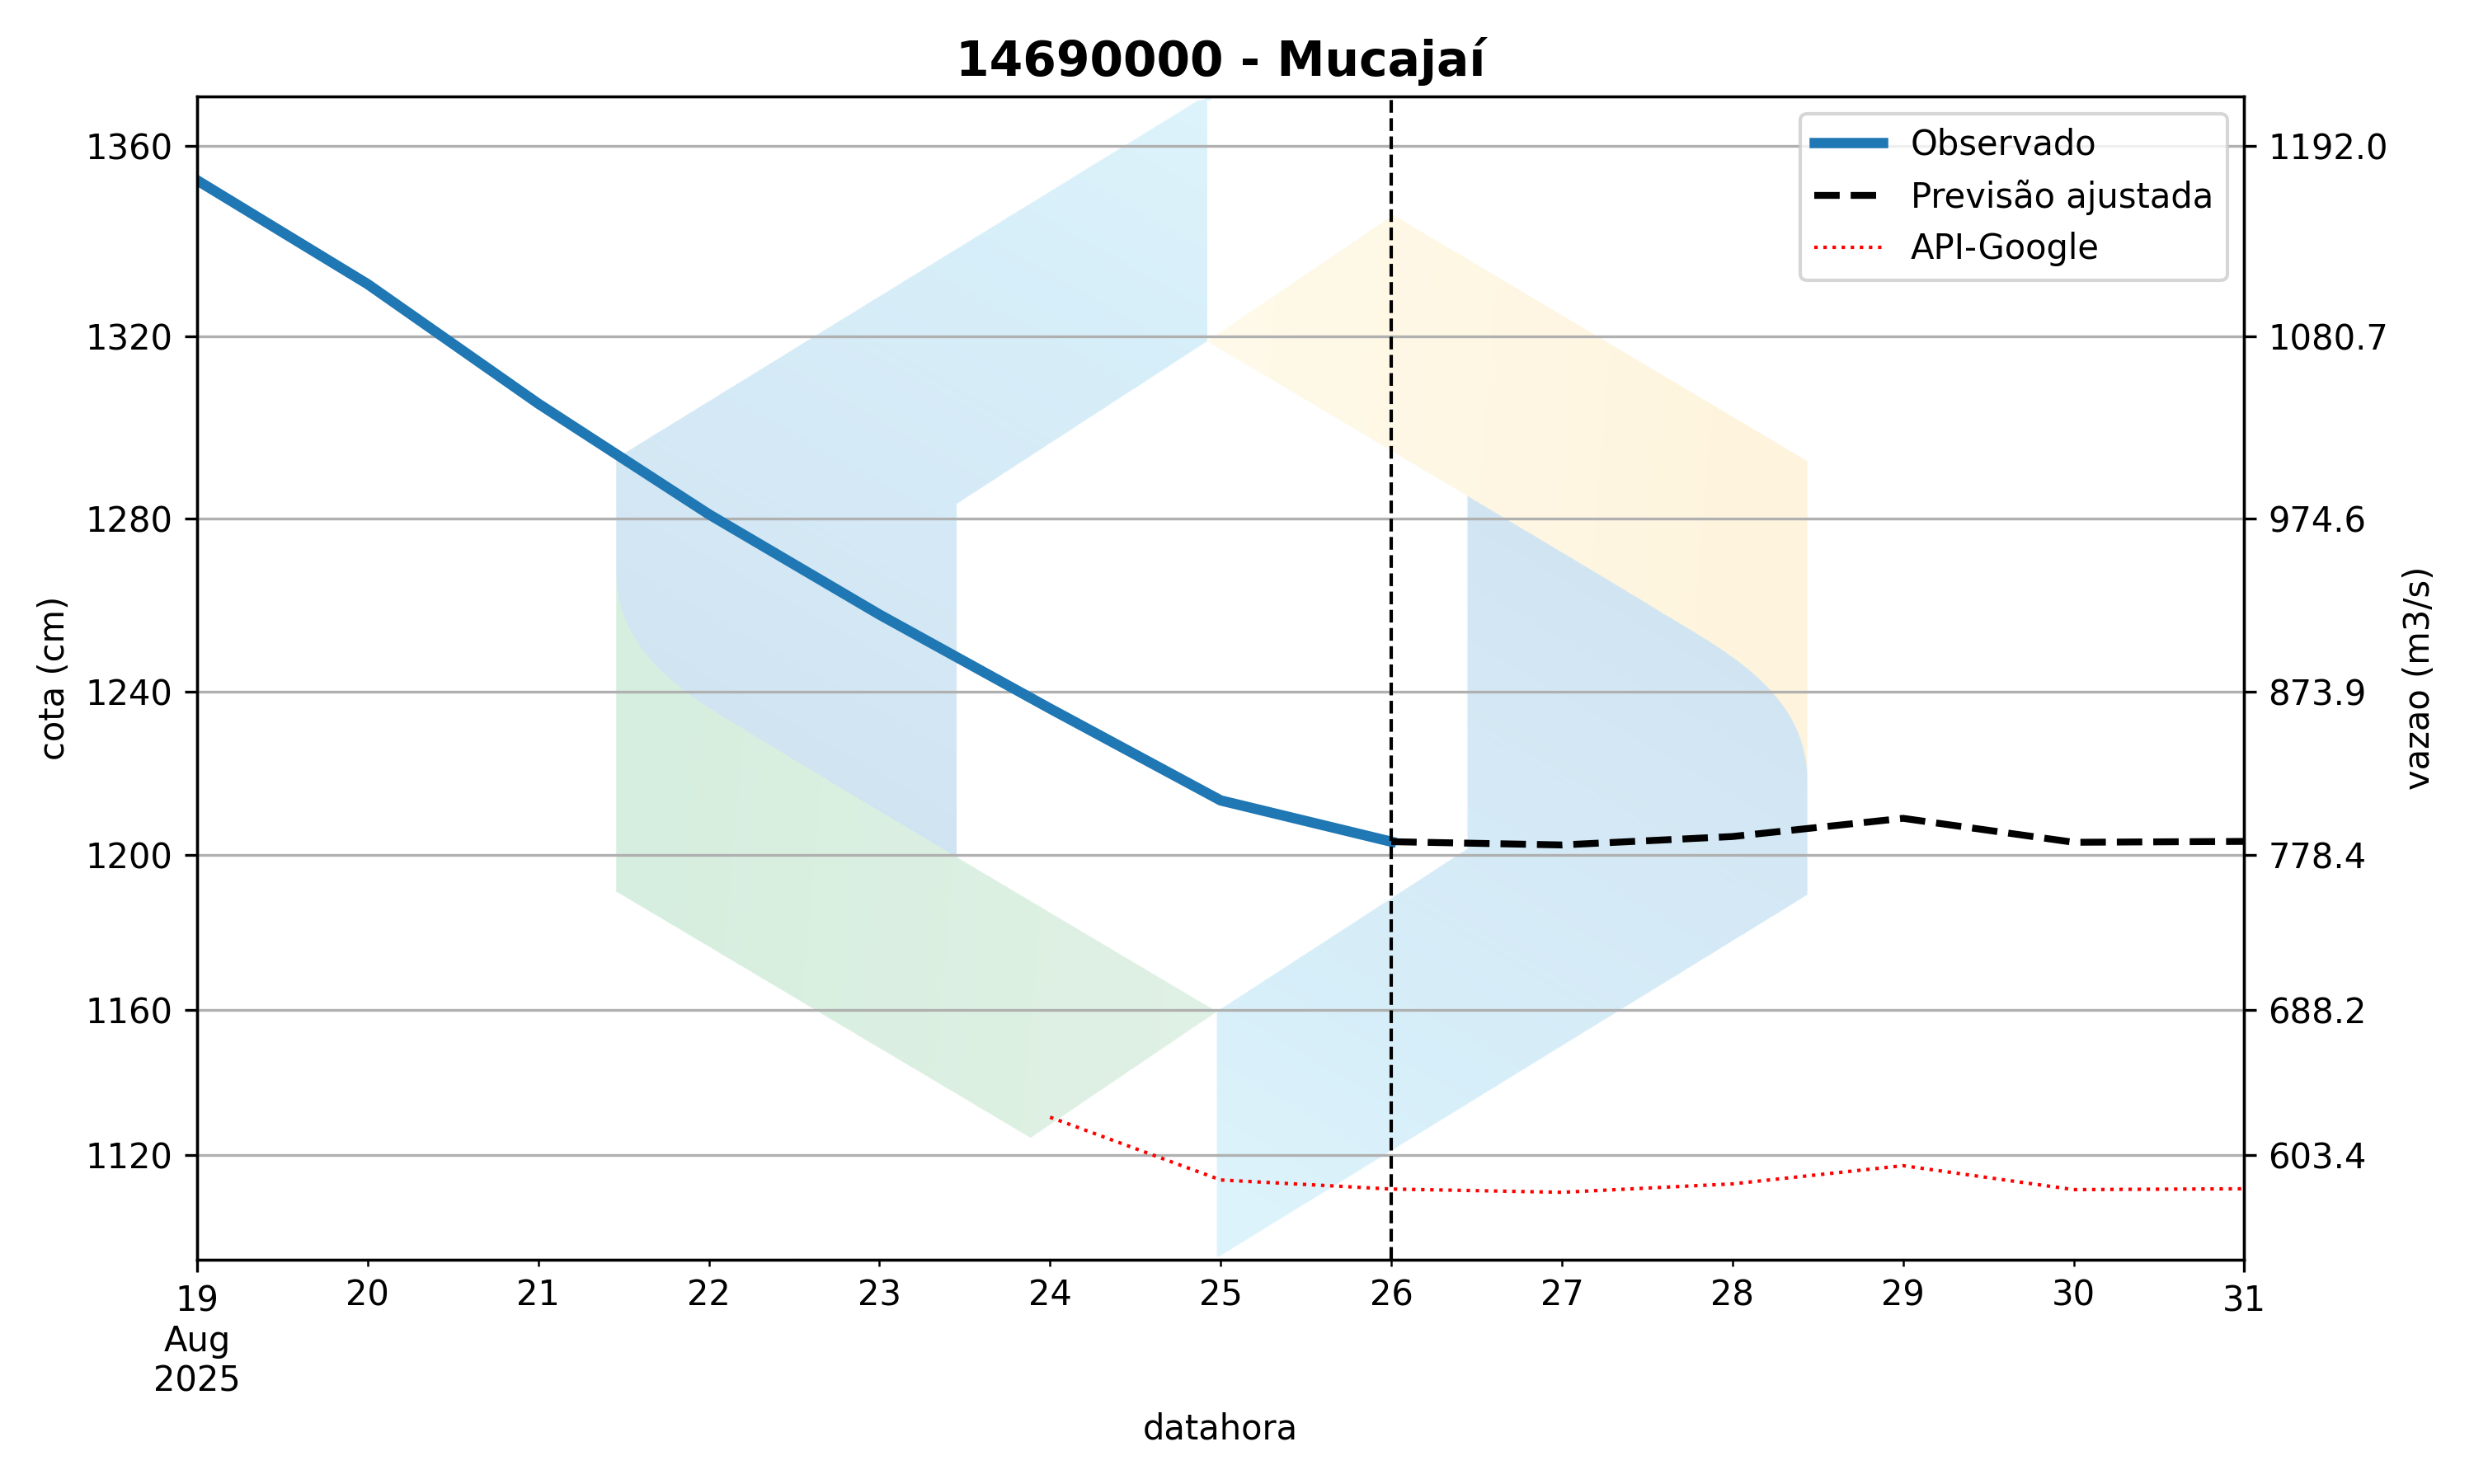 14690000 - Mucajaí
Observado
Previsão ajustada
API-Google
cota (cm)
1360
1320
1280
1240
1200
1160
1120
vazao (m3/s)
1192.0
1080.7
974.6
873.9
778.4
688.2
603.4
19 20 21 22 23 24 25 26 27 28 29 30 31
Aug
2025
datahora